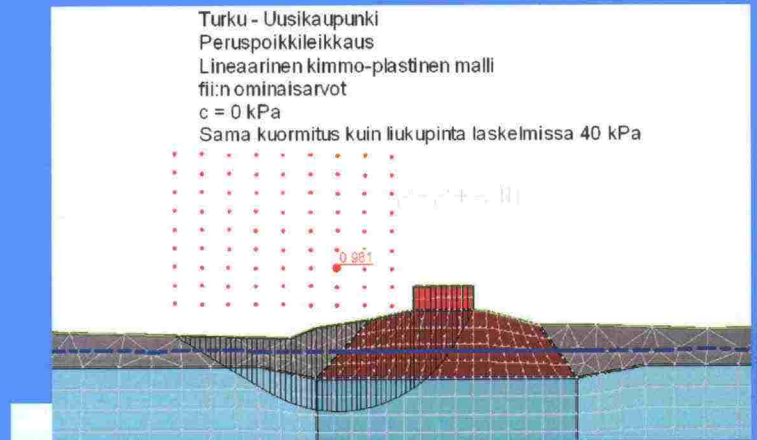 Turku - Uusikaupunki
Peruspoikkileikkaus
Lineaarinen kimmo-plastinen malli
fii:n ominaisarvot
c = 0 kPa
Sama kuormitus kuin liukupinta laskelmissa 40 kPa
0.981